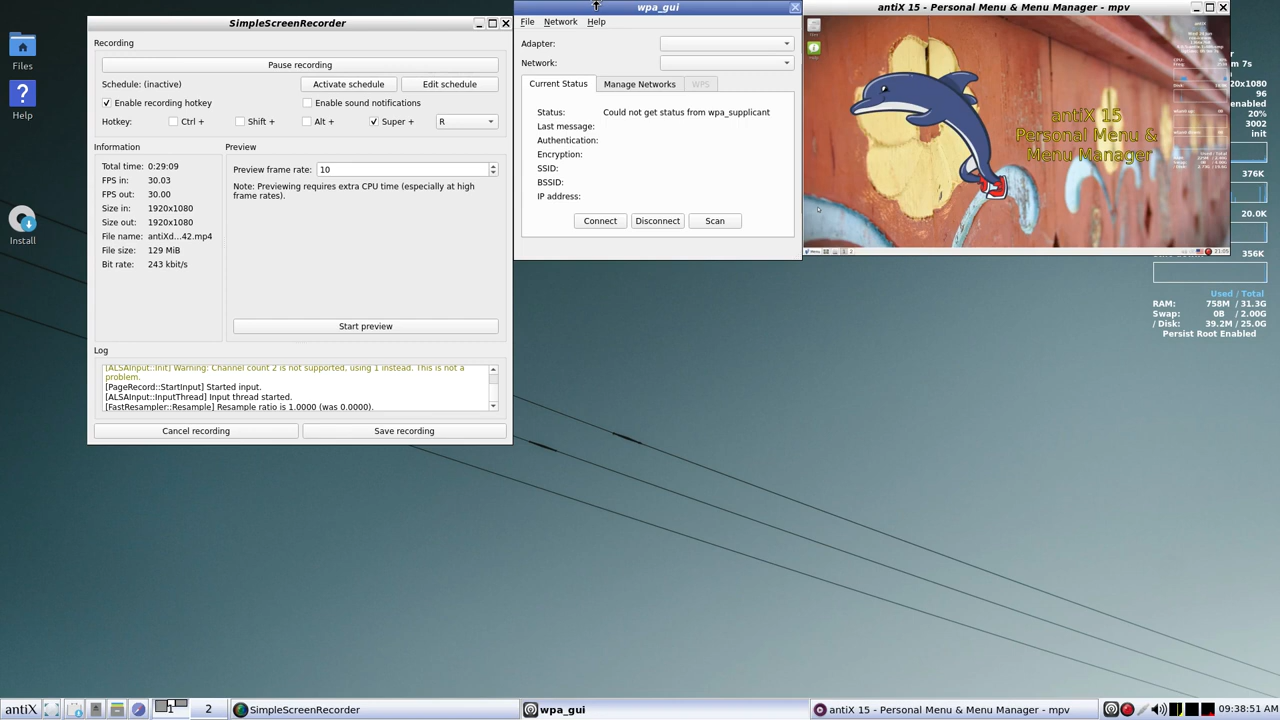 SimpleScreenRecorder
Recording
Pause recording
Schedule: (inactive)
Activate schedule
Edit schedule
Enable recording hotkey
Enable sound notifications
Hotkey:
Ctrl +
Shift +
Alt +
Super +
R
Information
Total time: 0:29:09
FPS in: 30.03
FPS out: 30.00
Size in: 1920x1080
Size out: 1920x1080
File name: antiXd...42.mp4
File size: 129 MiB
Bit rate: 243 kbit/s
Preview
Preview frame rate: 10
Note: Previewing requires extra CPU time (especially at high
frame rates).
Start preview
Log
[ALSAInput::Init] Warning: Channel count 2 is not supported, using 1 instead. This is not a
problem.
[PageRecord::StartInput] Started input.
[ALSAInput::InputThread] Input thread started.
[FastResampler::Resample] Resample ratio is 1.0000 (was 0.0000).
Cancel recording
Save recording
wpa_gui
File Network Help
Adapter:
Network:
Current Status
Manage Networks
WPS
Status: Could not get status from wpa_supplicant
Last message:
Authentication:
Encryption:
SSID:
BSSID:
IP address:
Connect
Disconnect
Scan
antiX 15 - Personal Menu & Menu Manager - mpv
antiX 15
Personal Menu &
Menu Manager
m 7s
20x1080
96
enabled
20%
3002
init
376K
20.0K
356K
Used / Total
RAM: 758M / 31.3G
Swap: 0B / 2.00G
/ Disk: 39.2M / 25.0G
Persist Root Enabled
Files
Help
Install
antiX
1
2
SimpleScreenRecorder
wpa_gui
antiX 15 - Personal Menu & Menu Manager - mpv
09:38:51 AM